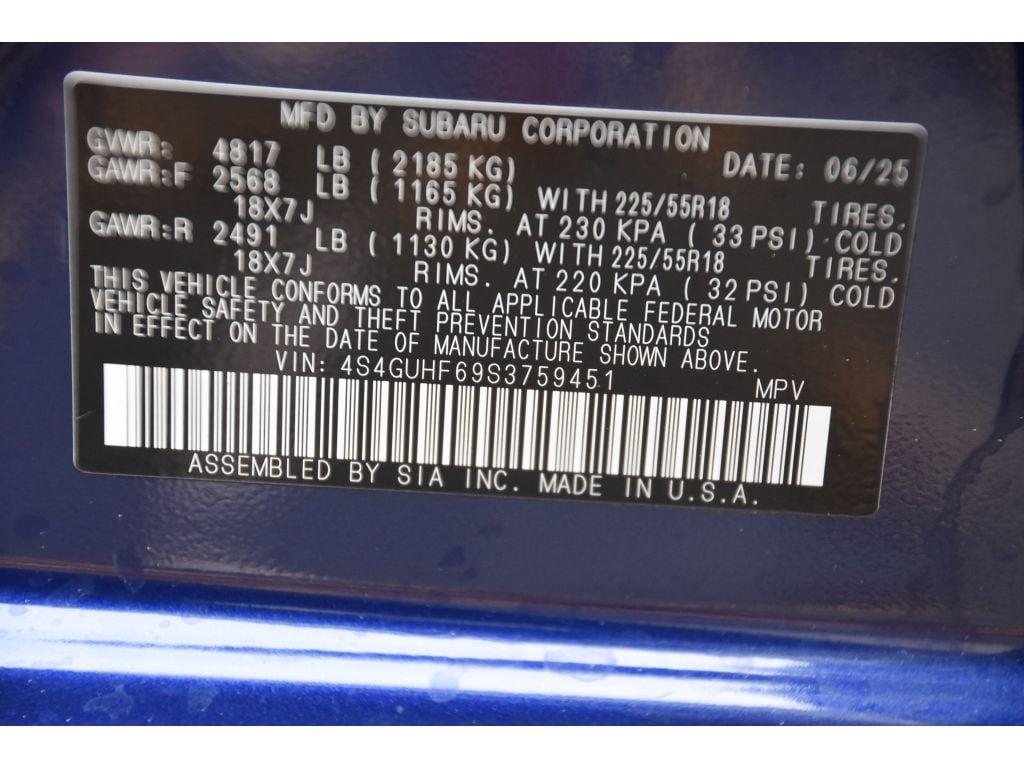 MFD BY SUBARU CORPORATION
GVWR: 4817 LB ( 2185 KG) DATE: 06/25
GAWR:F 2568 LB ( 1165 KG) WITH 225/55R18 TIRES.
18X7J RIMS. AT 230 KPA ( 33 PSI) COLD
GAWR:R 2491 LB ( 1130 KG) WITH 225/55R18 TIRES.
18X7J RIMS. AT 220 KPA ( 32 PSI) COLD
THIS VEHICLE CONFORMS TO ALL APPLICABLE FEDERAL MOTOR
VEHICLE SAFETY AND THEFT PREVENTION STANDARDS
IN EFFECT ON THE DATE OF MANUFACTURE SHOWN ABOVE.
VIN: 4S4GUHF69S3759451 MPV
ASSEMBLED BY SIA INC. MADE IN U.S.A.